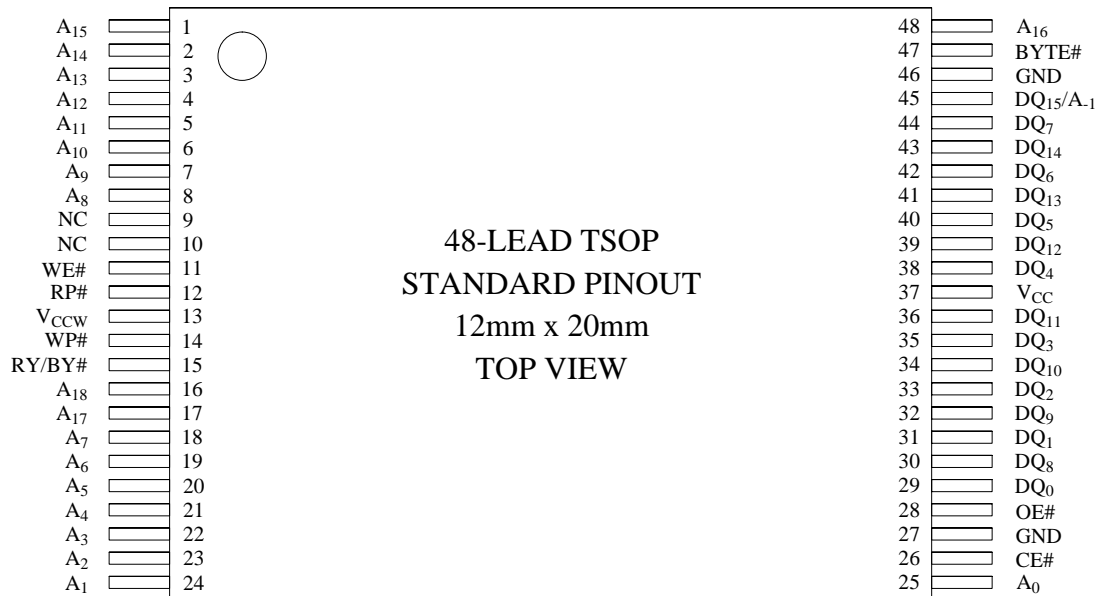 A15 1 48 A16
A14 2 47 BYTE#
A13 3 46 GND
A12 4 45 DQ15/A-1
A11 5 44 DQ7
A10 6 43 DQ14
A9 7 42 DQ6
A8 8 41 DQ13
NC 9 40 DQ5
NC 10 39 DQ12
WE# 11 38 DQ4
RP# 12 37 VCC
VCCW 13 36 DQ11
WP# 14 35 DQ3
RY/BY# 15 34 DQ10
A18 16 33 DQ2
A17 17 32 DQ9
A7 18 31 DQ1
A6 19 30 DQ8
A5 20 29 DQ0
A4 21 28 OE#
A3 22 27 GND
A2 23 26 CE#
A1 24 25 A0
48-LEAD TSOP
STANDARD PINOUT
12mm x 20mm
TOP VIEW